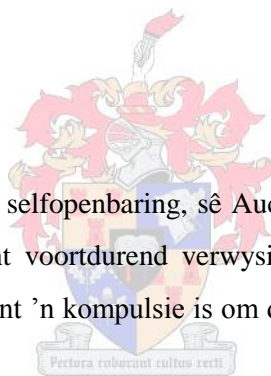 selfopenbaring, sê
voortdurend
’n kompulsie is om
Pectora roborant cultus recti